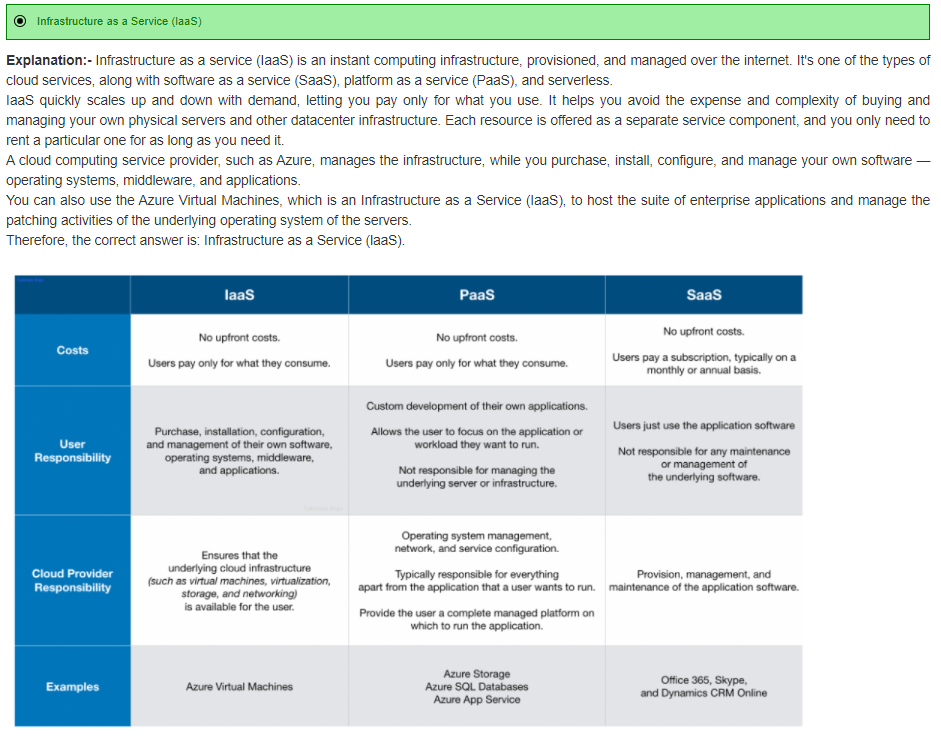 Infrastructure as a Service (IaaS)
Explanation:- Infrastructure as a service (IaaS) is an instant computing infrastructure, provisioned, and managed over the internet. It's one of the types of
cloud services, along with software as a service (SaaS), platform as a service (PaaS), and serverless.
IaaS quickly scales up and down with demand, letting you pay only for what you use. It helps you avoid the expense and complexity of buying and
managing your own physical servers and other datacenter infrastructure. Each resource is offered as a separate service component, and you only need to
rent a particular one for as long as you need it.
A cloud computing service provider, such as Azure, manages the infrastructure, while you purchase, install, configure, and manage your own software —
operating systems, middleware, and applications.
You can also use the Azure Virtual Machines, which is an Infrastructure as a Service (IaaS), to host the suite of enterprise applications and manage the
patching activities of the underlying operating system of the servers.
Therefore, the correct answer is: Infrastructure as a Service (IaaS).
IaaS
PaaS
SaaS
Costs
No upfront costs.
Users pay only for what they consume.
No upfront costs.
Users pay only for what they consume.
No upfront costs.
Users pay a subscription, typically on a
monthly or annual basis.
User
Responsibility
Purchase, installation, configuration,
and management of their own software,
operating systems, middleware,
and applications.
Custom development of their own applications.
Allows the user to focus on the application or
workload they want to run.
Not responsible for managing the
underlying server or infrastructure.
Users just use the application software
Not responsible for any maintenance
or management of
the underlying software.
Cloud Provider
Responsibility
Ensures that the
underlying cloud infrastructure
(such as virtual machines, virtualization,
storage, and networking)
is available for the user.
Operating system management,
network, and service configuration.
Typically responsible for everything
apart from the application that a user wants to run.
Provide the user a complete managed platform on
which to run the application.
Provision, management, and
maintenance of the application software.
Examples
Azure Virtual Machines
Azure Storage
Azure SQL Databases
Azure App Service
Office 365, Skype,
and Dynamics CRM Online